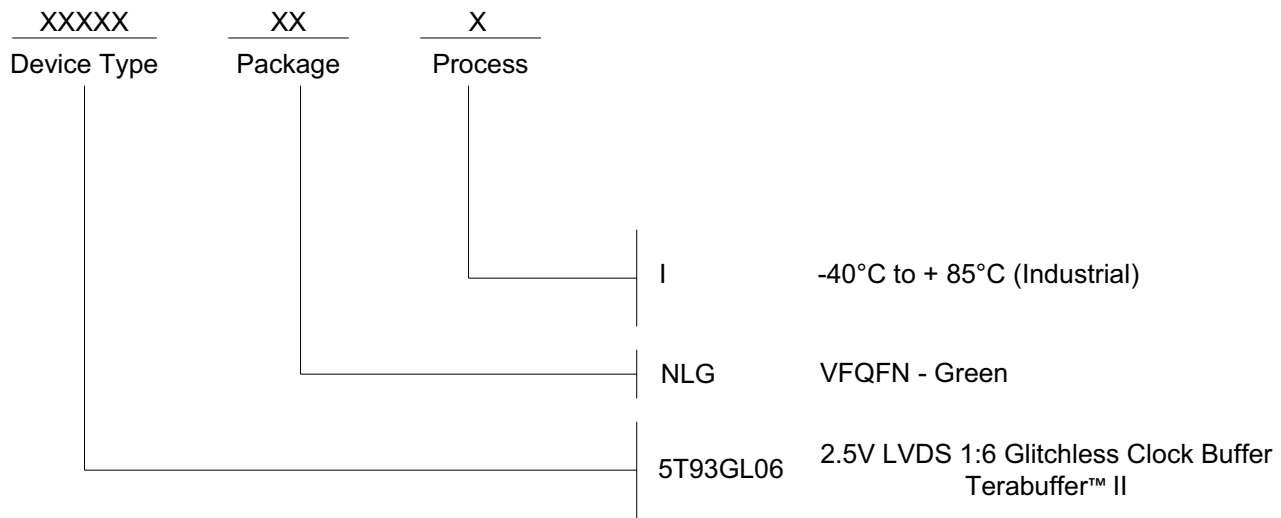 XXXXX XX X
Device Type Package Process
I -40°C to + 85°C (Industrial)
NLG VFQFN - Green
5T93GL06 2.5V LVDS 1:6 Glitchless Clock Buffer
Terabuffer™ II